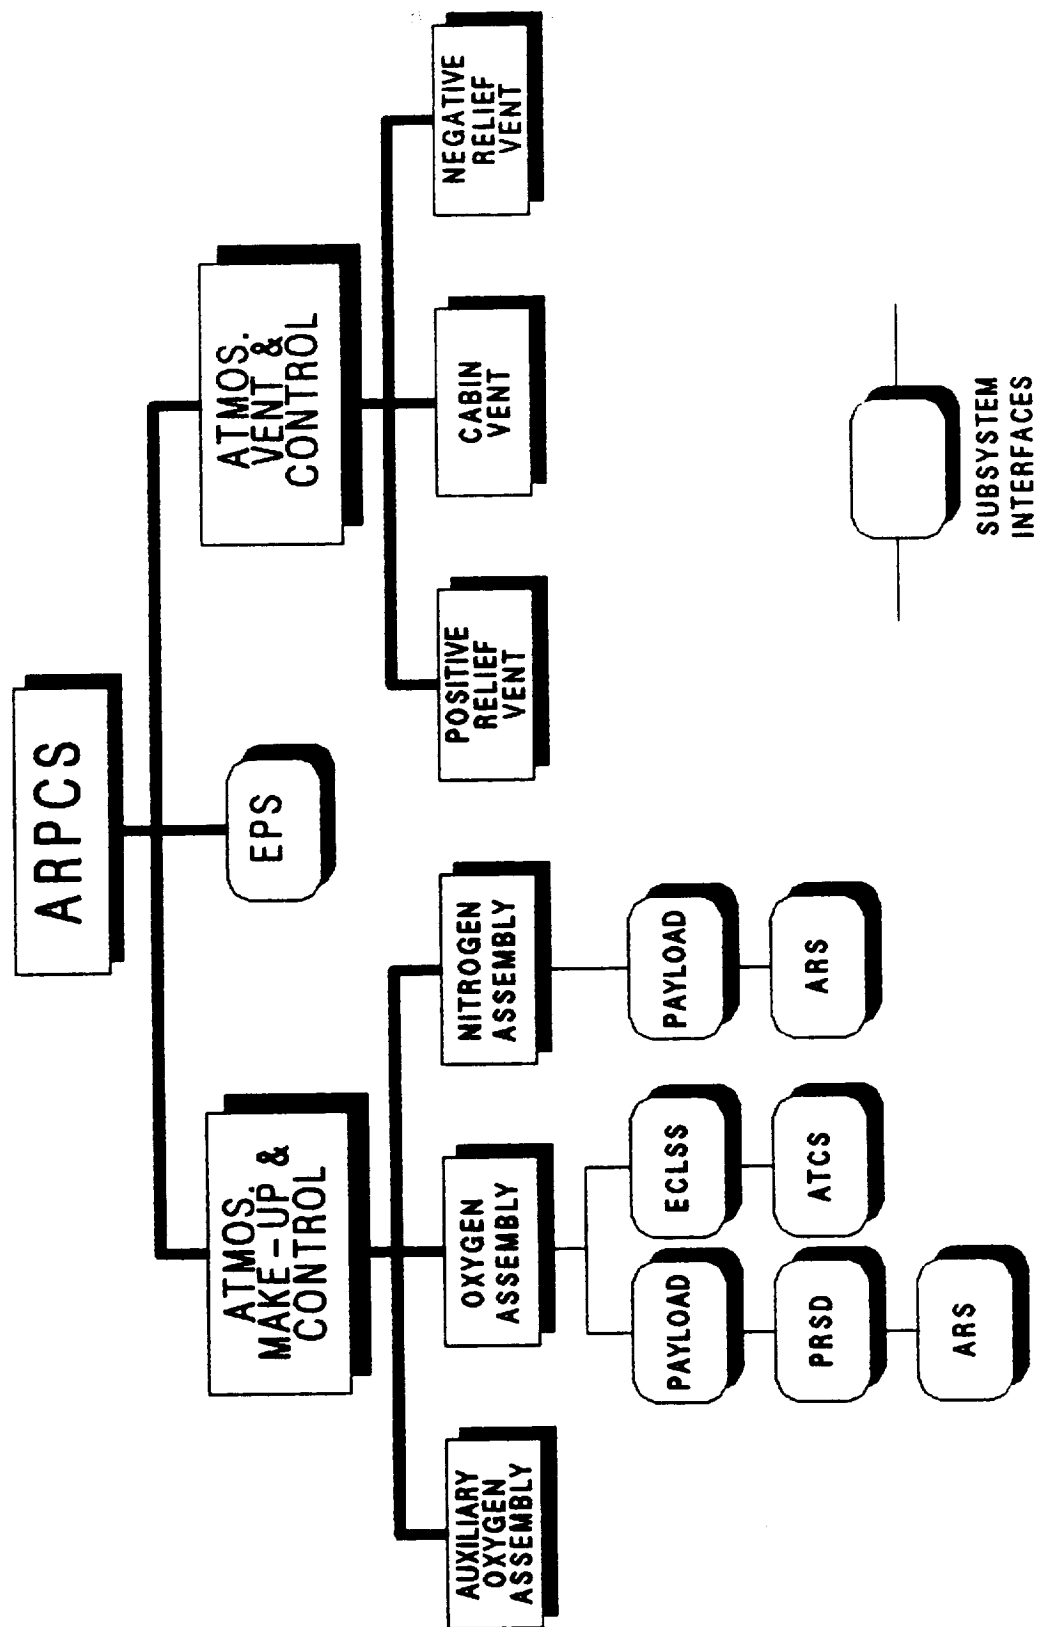 ARPCS
EPS
ATMOS.
MAKE-UP &
CONTROL
ATMOS.
VENT &
CONTROL
AUXILIARY
OXYGEN
ASSEMBLY
OXYGEN
ASSEMBLY
NITROGEN
ASSEMBLY
POSITIVE
RELIEF
VENT
CABIN
VENT
NEGATIVE
RELIEF
VENT
PAYLOAD
ECLSS
PAYLOAD
PRSD
ATCS
ARS
ARS
SUBSYSTEM
INTERFACES